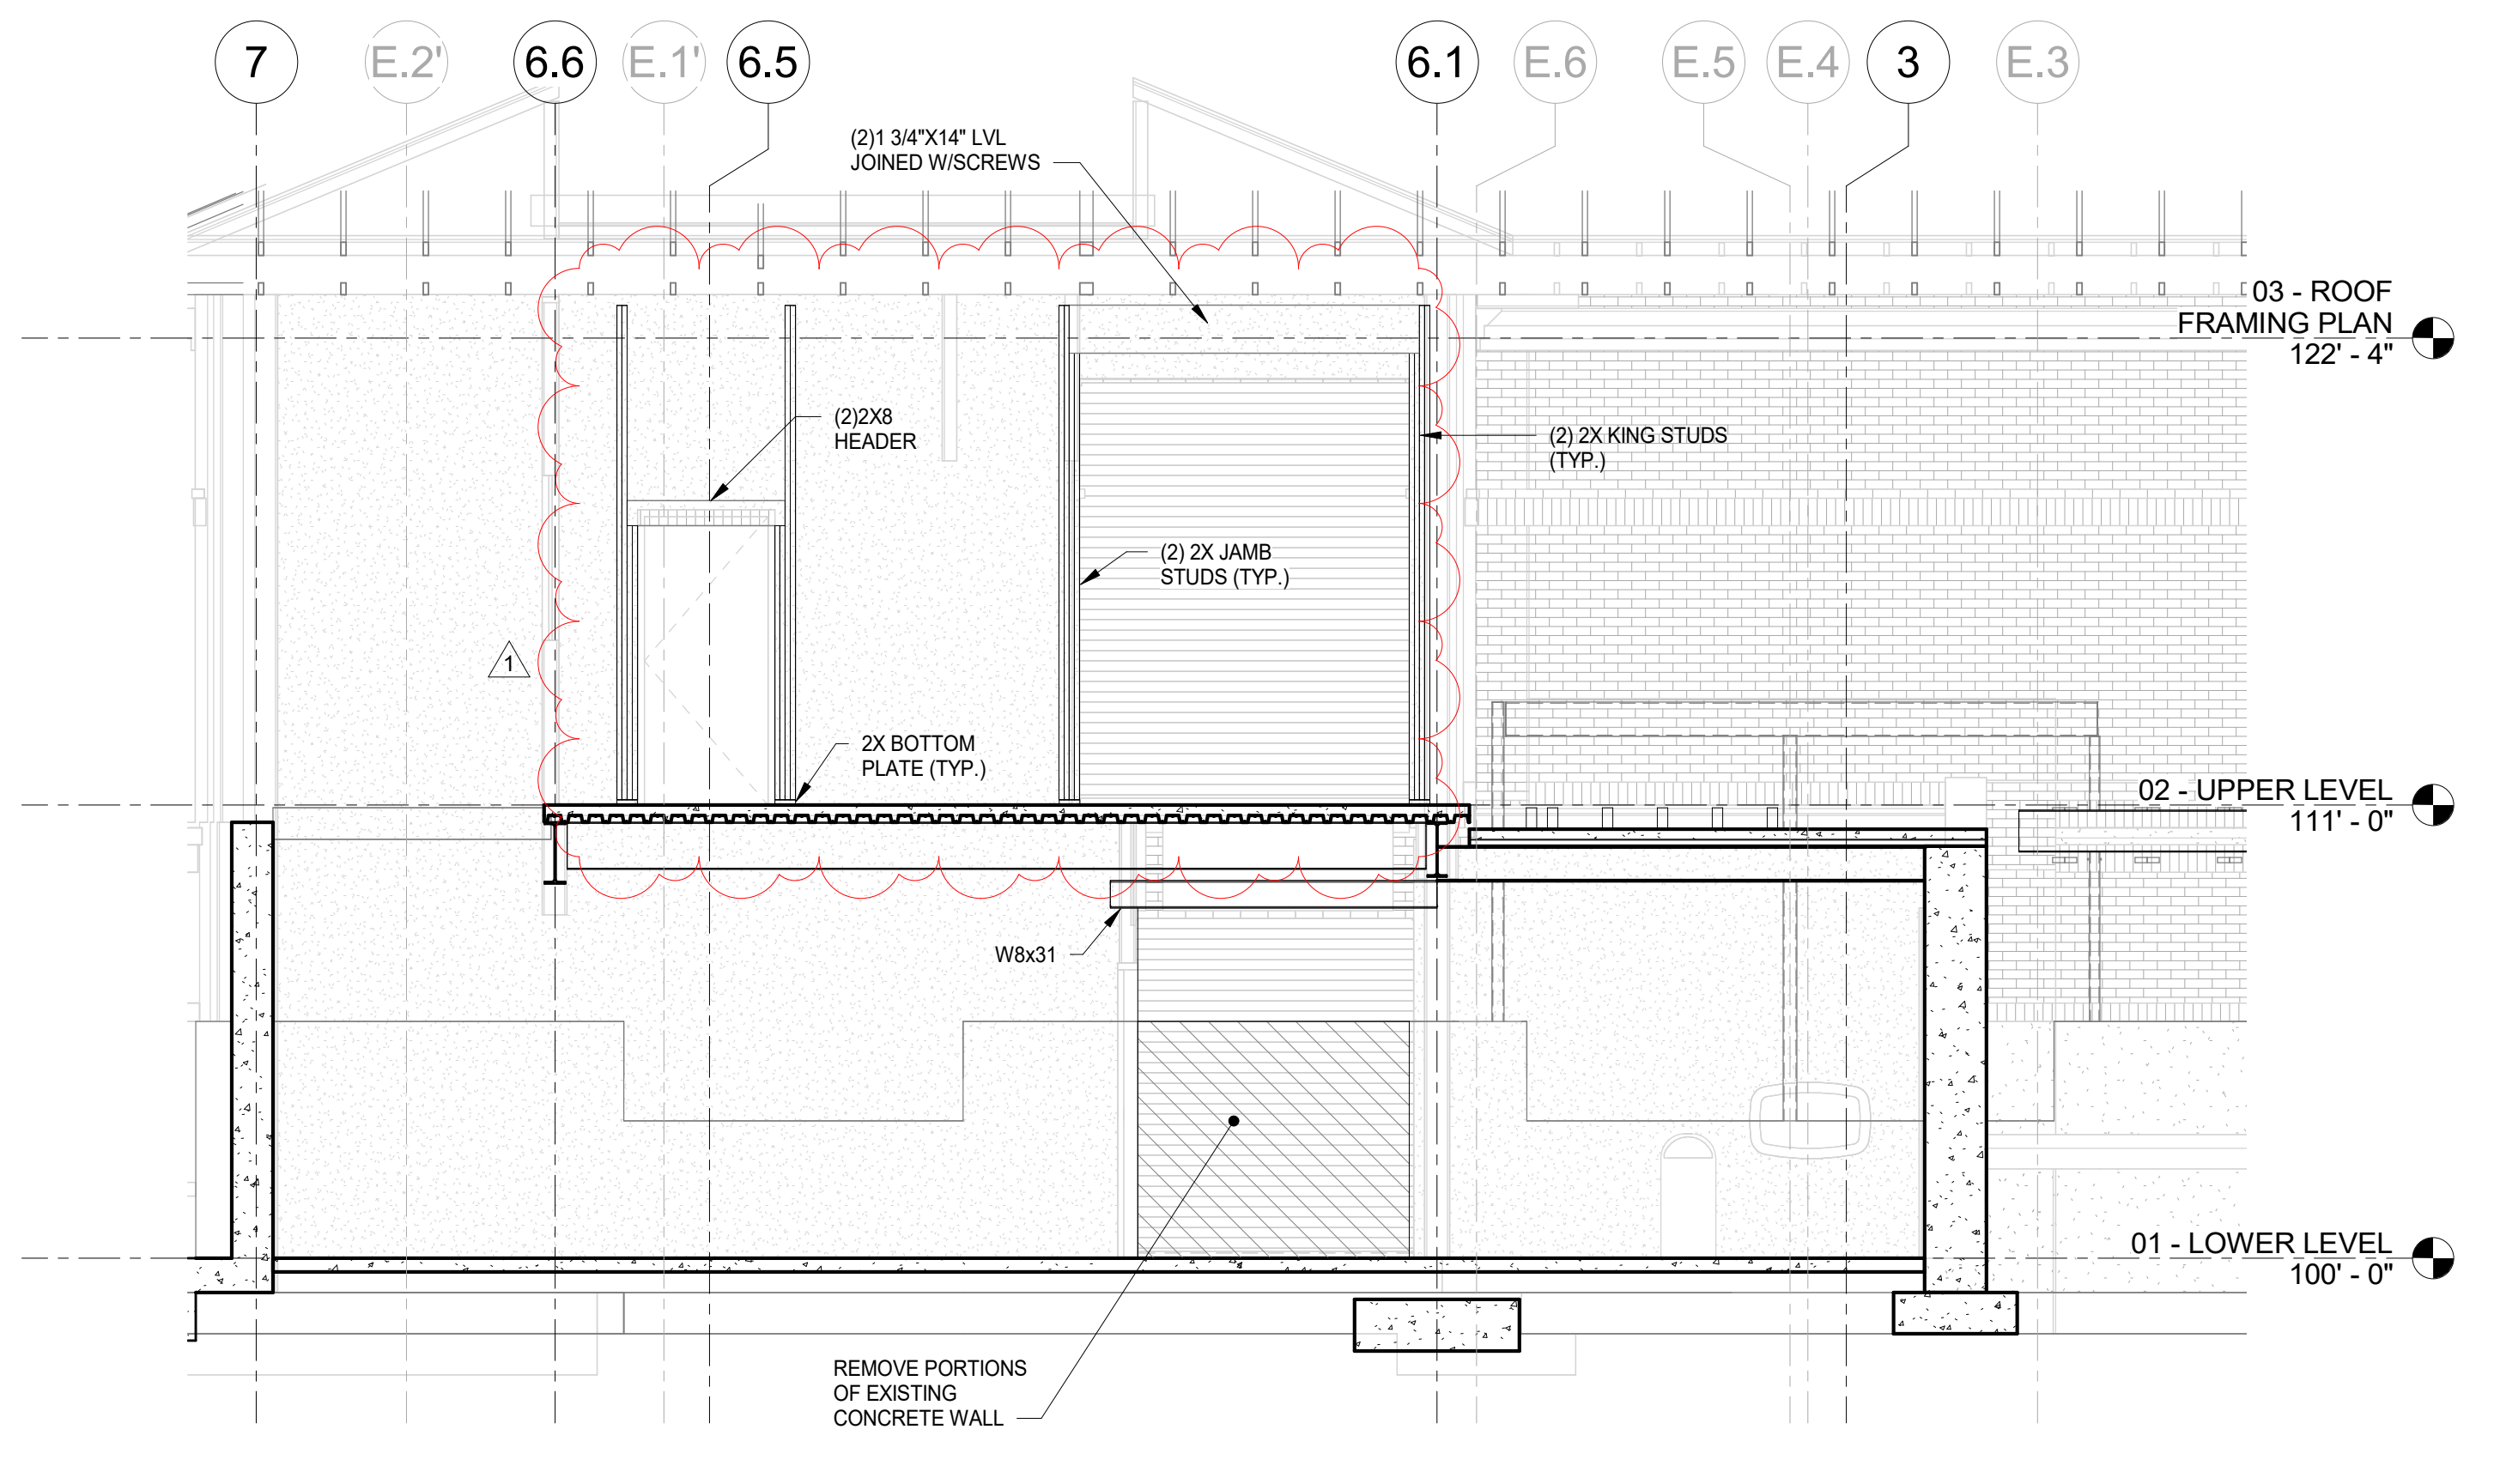 7
E.2'
6.6
E.1'
6.5
6.1
E.6
E.5
E.4
3
E.3
(2)1 3/4"X14" LVL
JOINED W/SCREWS
03 - ROOF
FRAMING PLAN
122' - 4"
(2)2X8
HEADER
(2) 2X KING STUDS
(TYP.)
(2) 2X JAMB
STUDS (TYP.)
1
2X BOTTOM
PLATE (TYP.)
02 - UPPER LEVEL
111' - 0"
W8x31
01 - LOWER LEVEL
100' - 0"
REMOVE PORTIONS
OF EXISTING
CONCRETE WALL